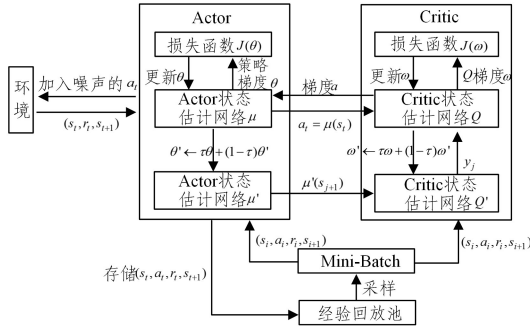 Actor
Critic
损失函数J(θ)
损失函数J(ω)
更新θ
策略
梯度θ
更新ω
Q梯度ω
环
境
加入噪声的a_t
(s_t,r_t,s_{t+1})
Actor状态
估计网络μ
梯度a
a_t = μ(s_t)
Critic状态
估计网络Q
θ'←τθ+(1−τ)θ'
ω'←τω+(1−τ)ω'
y_j
Actor状态
估计网络μ'
μ'(s_{j+1})
Critic状态
估计网络Q'
(s_i,a_i,r_i,s_{i+1})
(s_i,a_i,r_i,s_{i+1})
Mini-Batch
存储(s_t,a_t,r_t,s_{t+1})
采样
经验回放池